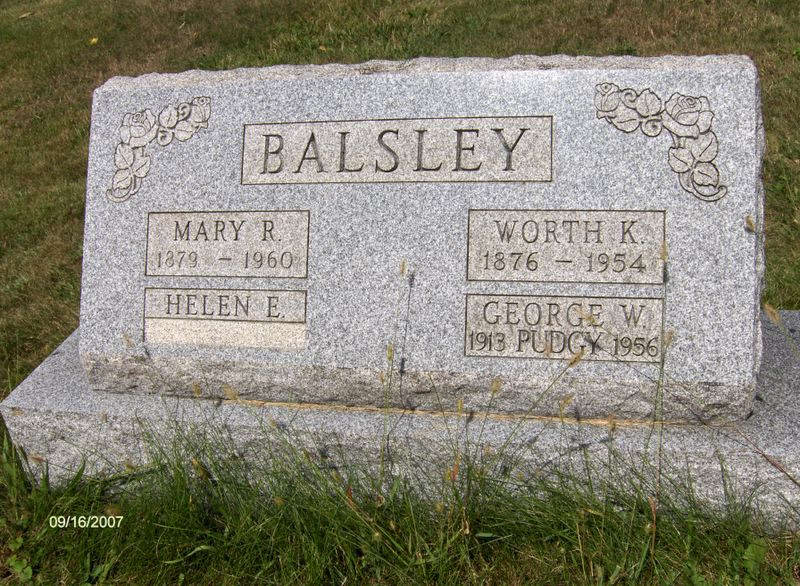 BALSLEY
MARY R.
1879 – 1960
HELEN E.
WORTH K.
1876 – 1954
GEORGE W.
1913 PUDGY 1956
09/16/2007